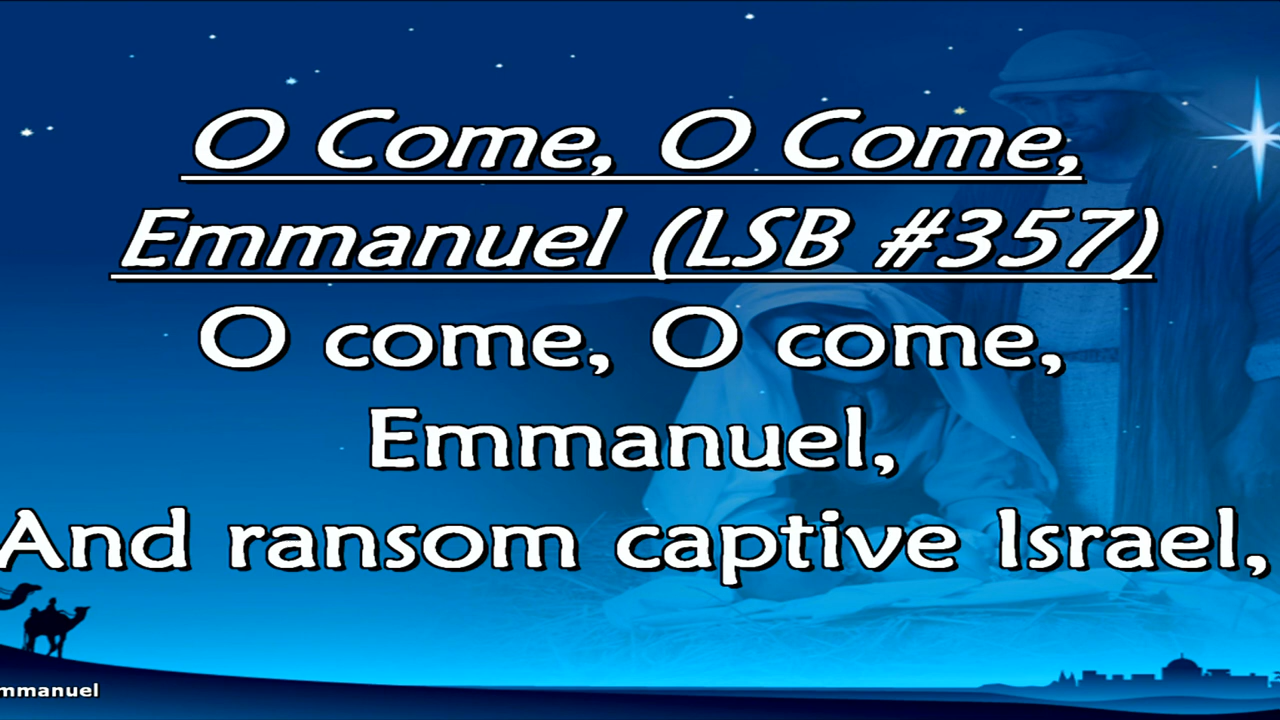 O Come, O Come,
Emmanuel (LSB #357)
O come, O come,
Emmanuel,
And ransom captive Israel,
mmanuel